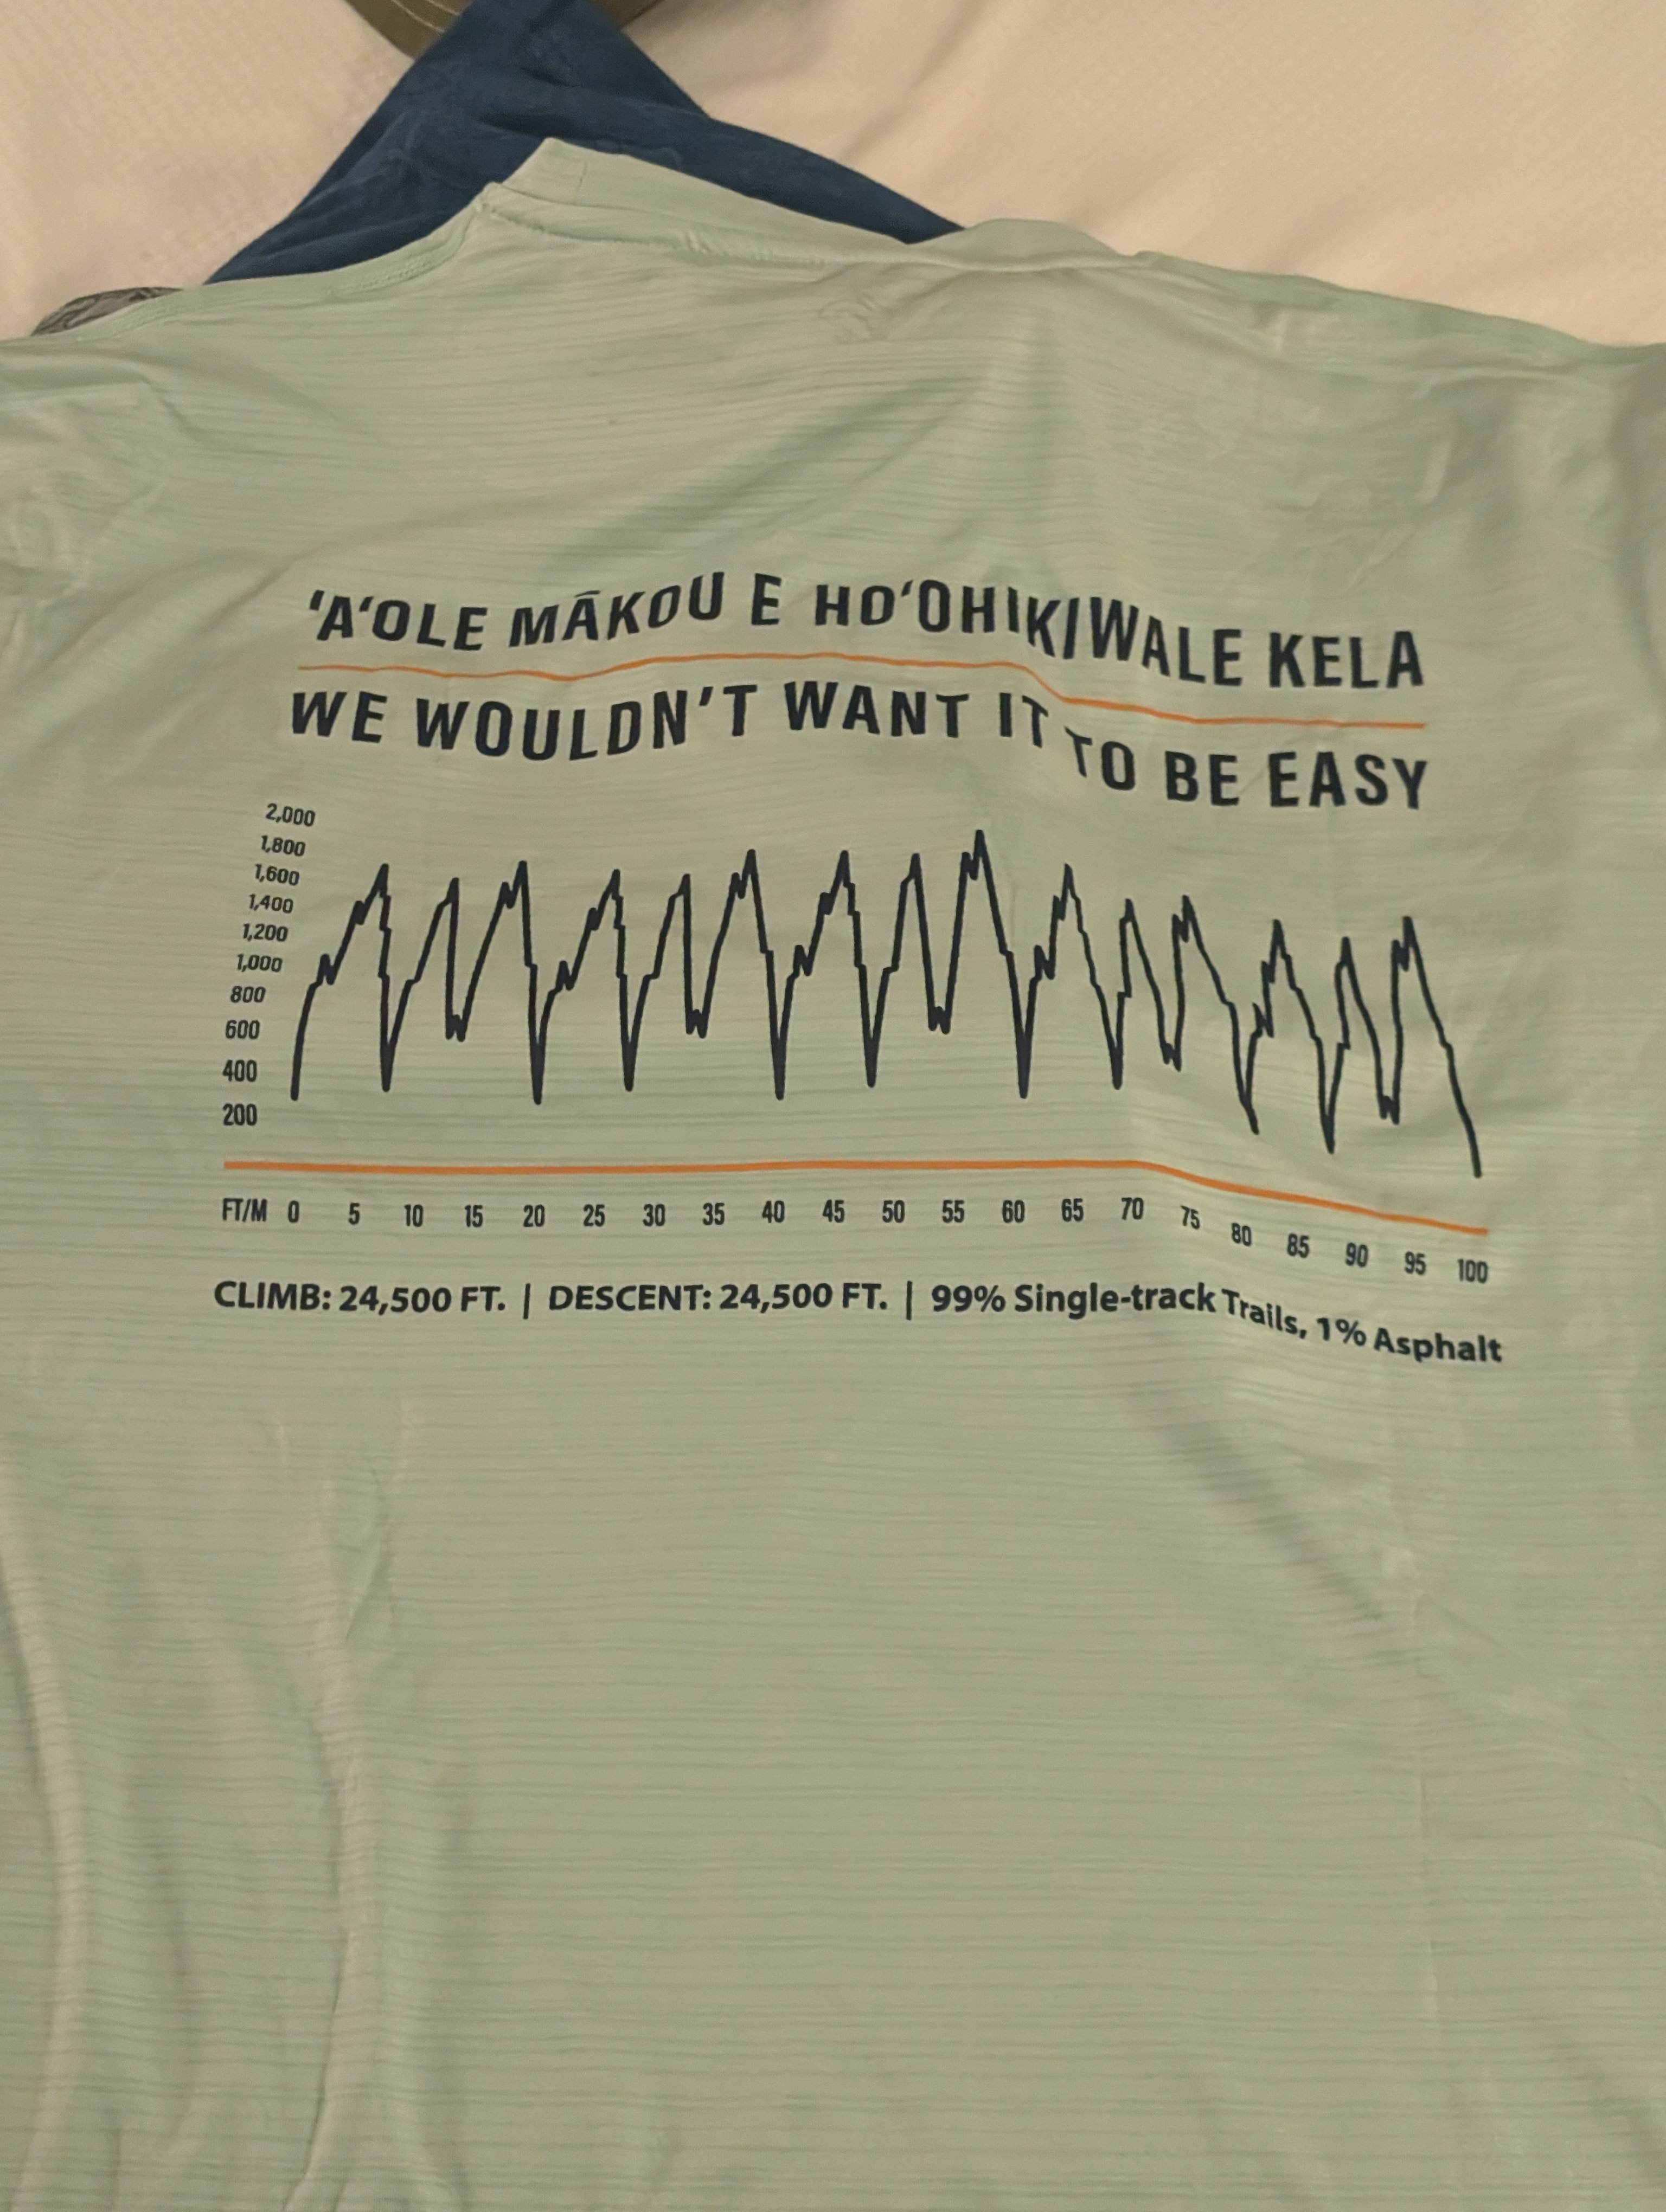 ʻAʻOLE MĀKOU E HOʻOHIKIWALE KELA
WE WOULDN'T WANT IT TO BE EASY
2,000
1,800
1,600
1,400
1,200
1,000
800
600
400
200
FT/M 0 5 10 15 20 25 30 35 40 45 50 55 60 65 70 75 80 85 90 95 100
CLIMB: 24,500 FT. | DESCENT: 24,500 FT. | 99% Single-track Trails, 1% Asphalt